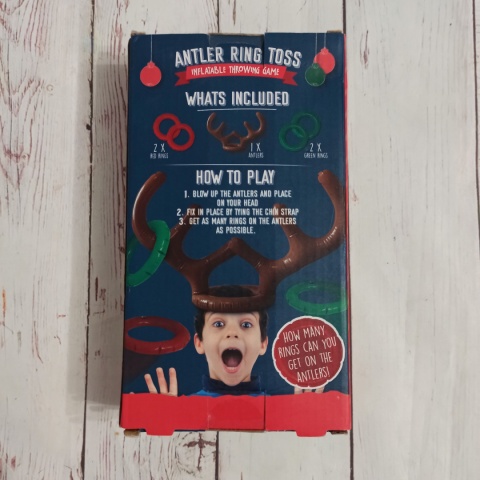 ANTLER RING TOSS
INFLATABLE THROWING GAME
WHATS INCLUDED
2 X
RED RINGS
1 X
ANTLERS
2 X
GREEN RINGS
HOW TO PLAY
1. BLOW UP THE ANTLERS AND PLACE
ON YOUR HEAD
2. FIX IN PLACE BY TYING THE CHIN STRAP
3. GET AS MANY RINGS ON THE ANTLERS
AS POSSIBLE.
HOW MANY
RINGS CAN YOU
GET ON THE
ANTLERS!